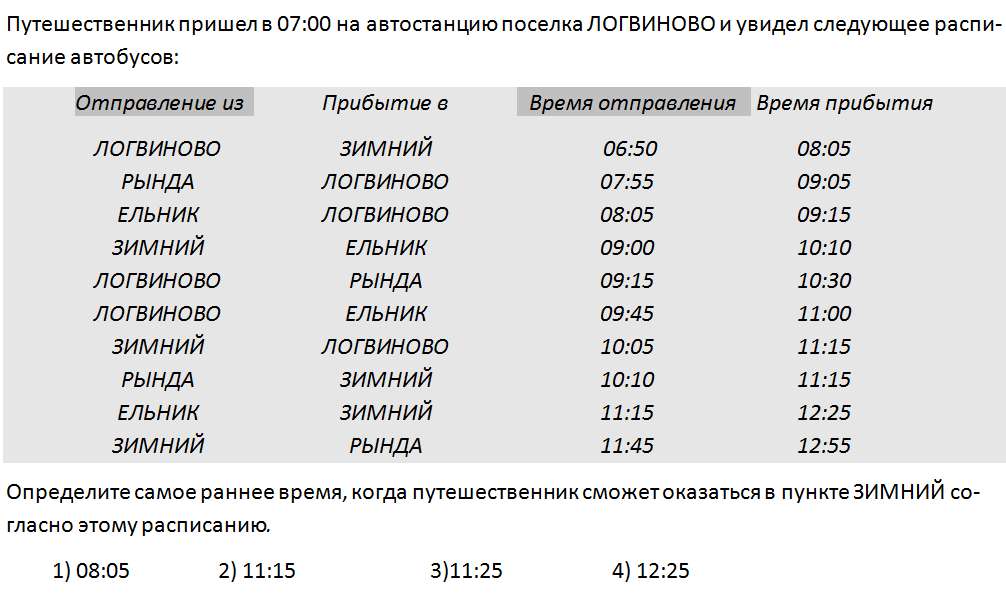 Путешественник пришел в 07:00 на автостанцию поселка ЛОГВИНОВО и увидел следующее распи-
сание автобусов:
Отправление из Прибытие в Время отправления Время прибытия
ЛОГВИНОВО ЗИМНИЙ 06:50 08:05
РЫНДА ЛОГВИНОВО 07:55 09:05
ЕЛЬНИК ЛОГВИНОВО 08:05 09:15
ЗИМНИЙ ЕЛЬНИК 09:00 10:10
ЛОГВИНОВО РЫНДА 09:15 10:30
ЛОГВИНОВО ЕЛЬНИК 09:45 11:00
ЗИМНИЙ ЛОГВИНОВО 10:05 11:15
РЫНДА ЗИМНИЙ 10:10 11:15
ЕЛЬНИК ЗИМНИЙ 11:15 12:25
ЗИМНИЙ РЫНДА 11:45 12:55
Определите самое раннее время, когда путешественник сможет оказаться в пункте ЗИМНИЙ со-
гласно этому расписанию.
1) 08:05 2) 11:15 3)11:25 4) 12:25